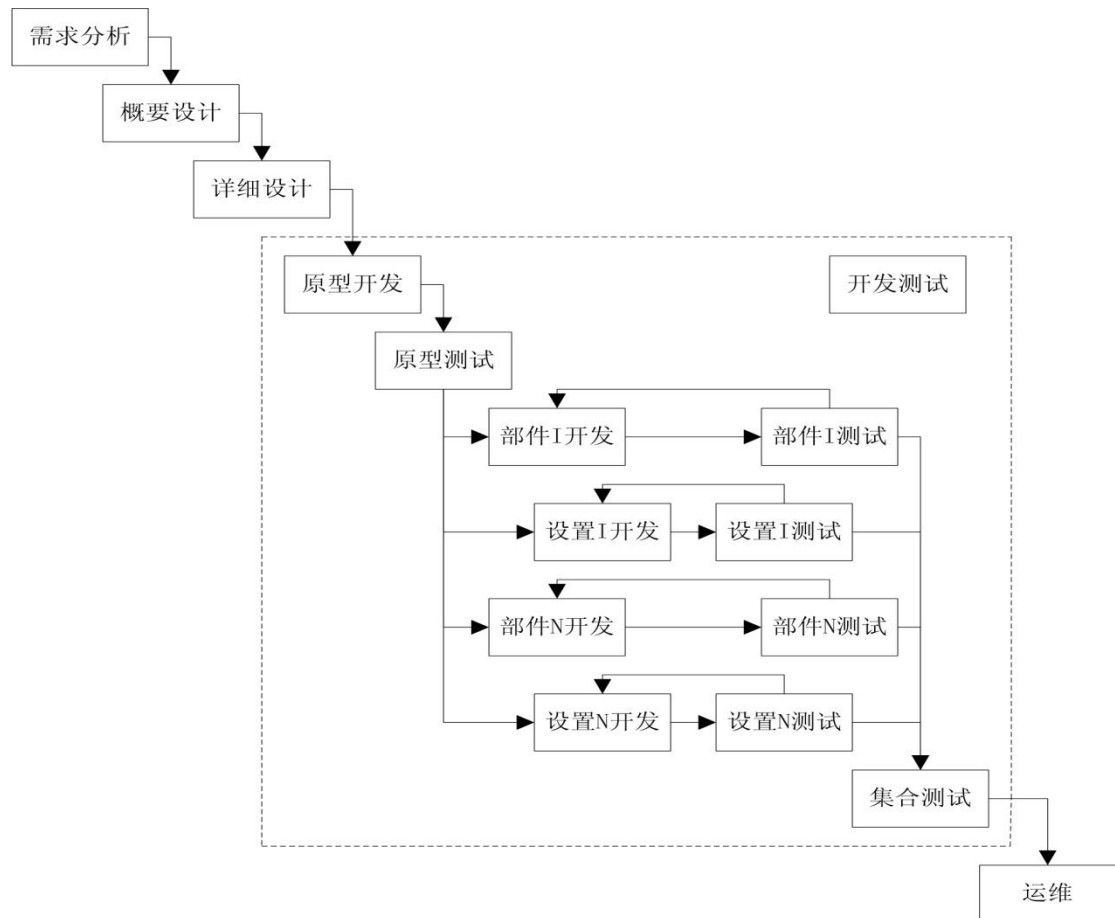 需求分析
概要设计
详细设计
原型开发
开发测试
原型测试
部件I开发
部件I测试
设置I开发
设置I测试
部件N开发
部件N测试
设置N开发
设置N测试
集合测试
运维